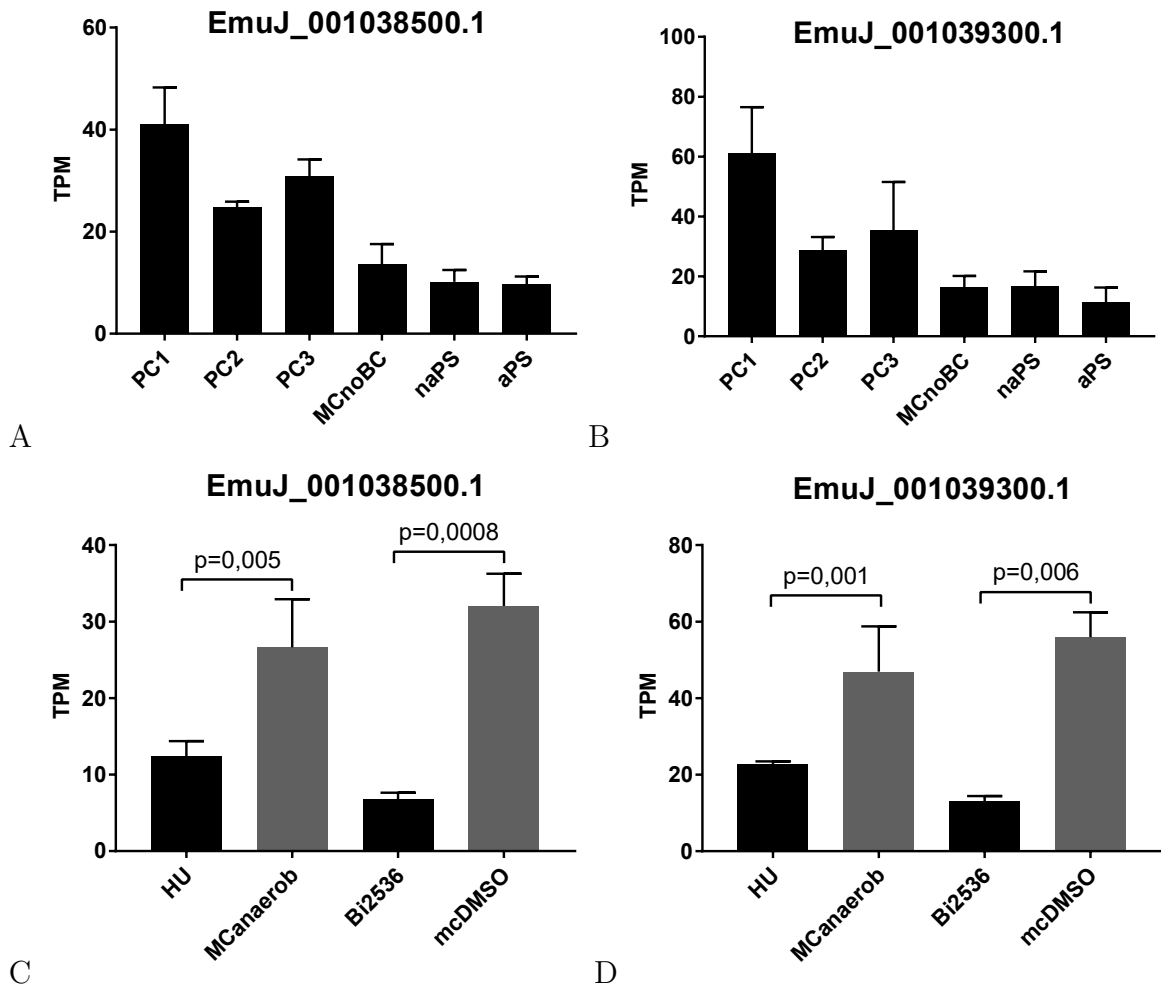 EmuJ_001038500.1
60
40
20
0
TPM
PC1
PC2
PC3
MCnoBC
naPS
aPS
A
EmuJ_001039300.1
100
80
60
40
20
0
TPM
PC1
PC2
PC3
MCnoBC
naPS
aPS
B
EmuJ_001038500.1
40
30
20
10
0
TPM
p=0,005
p=0,0008
HU
MCanaerob
Bi2536
mcDMSO
C
EmuJ_001039300.1
80
60
40
20
0
TPM
p=0,001
p=0,006
HU
MCanaerob
Bi2536
mcDMSO
D